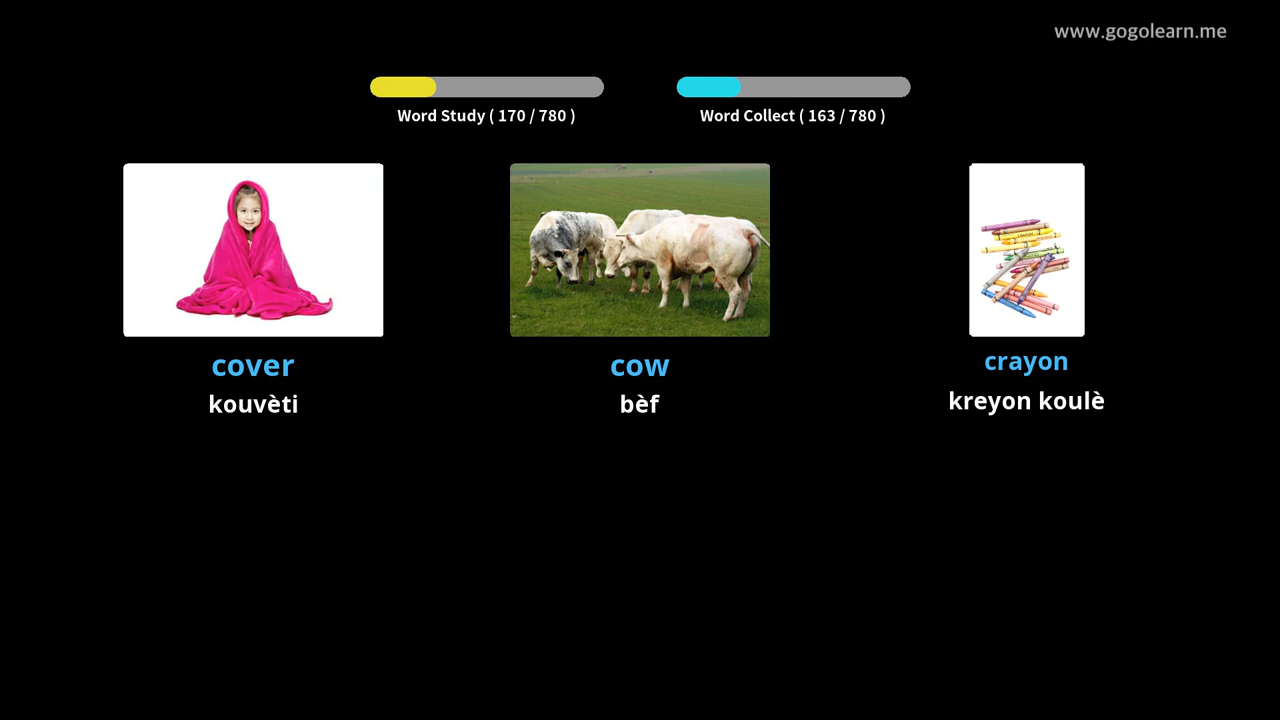 www.gogolearn.me
Word Study ( 170 / 780 )
Word Collect ( 163 / 780 )
cover
kouvèti
cow
bèf
crayon
kreyon koulè